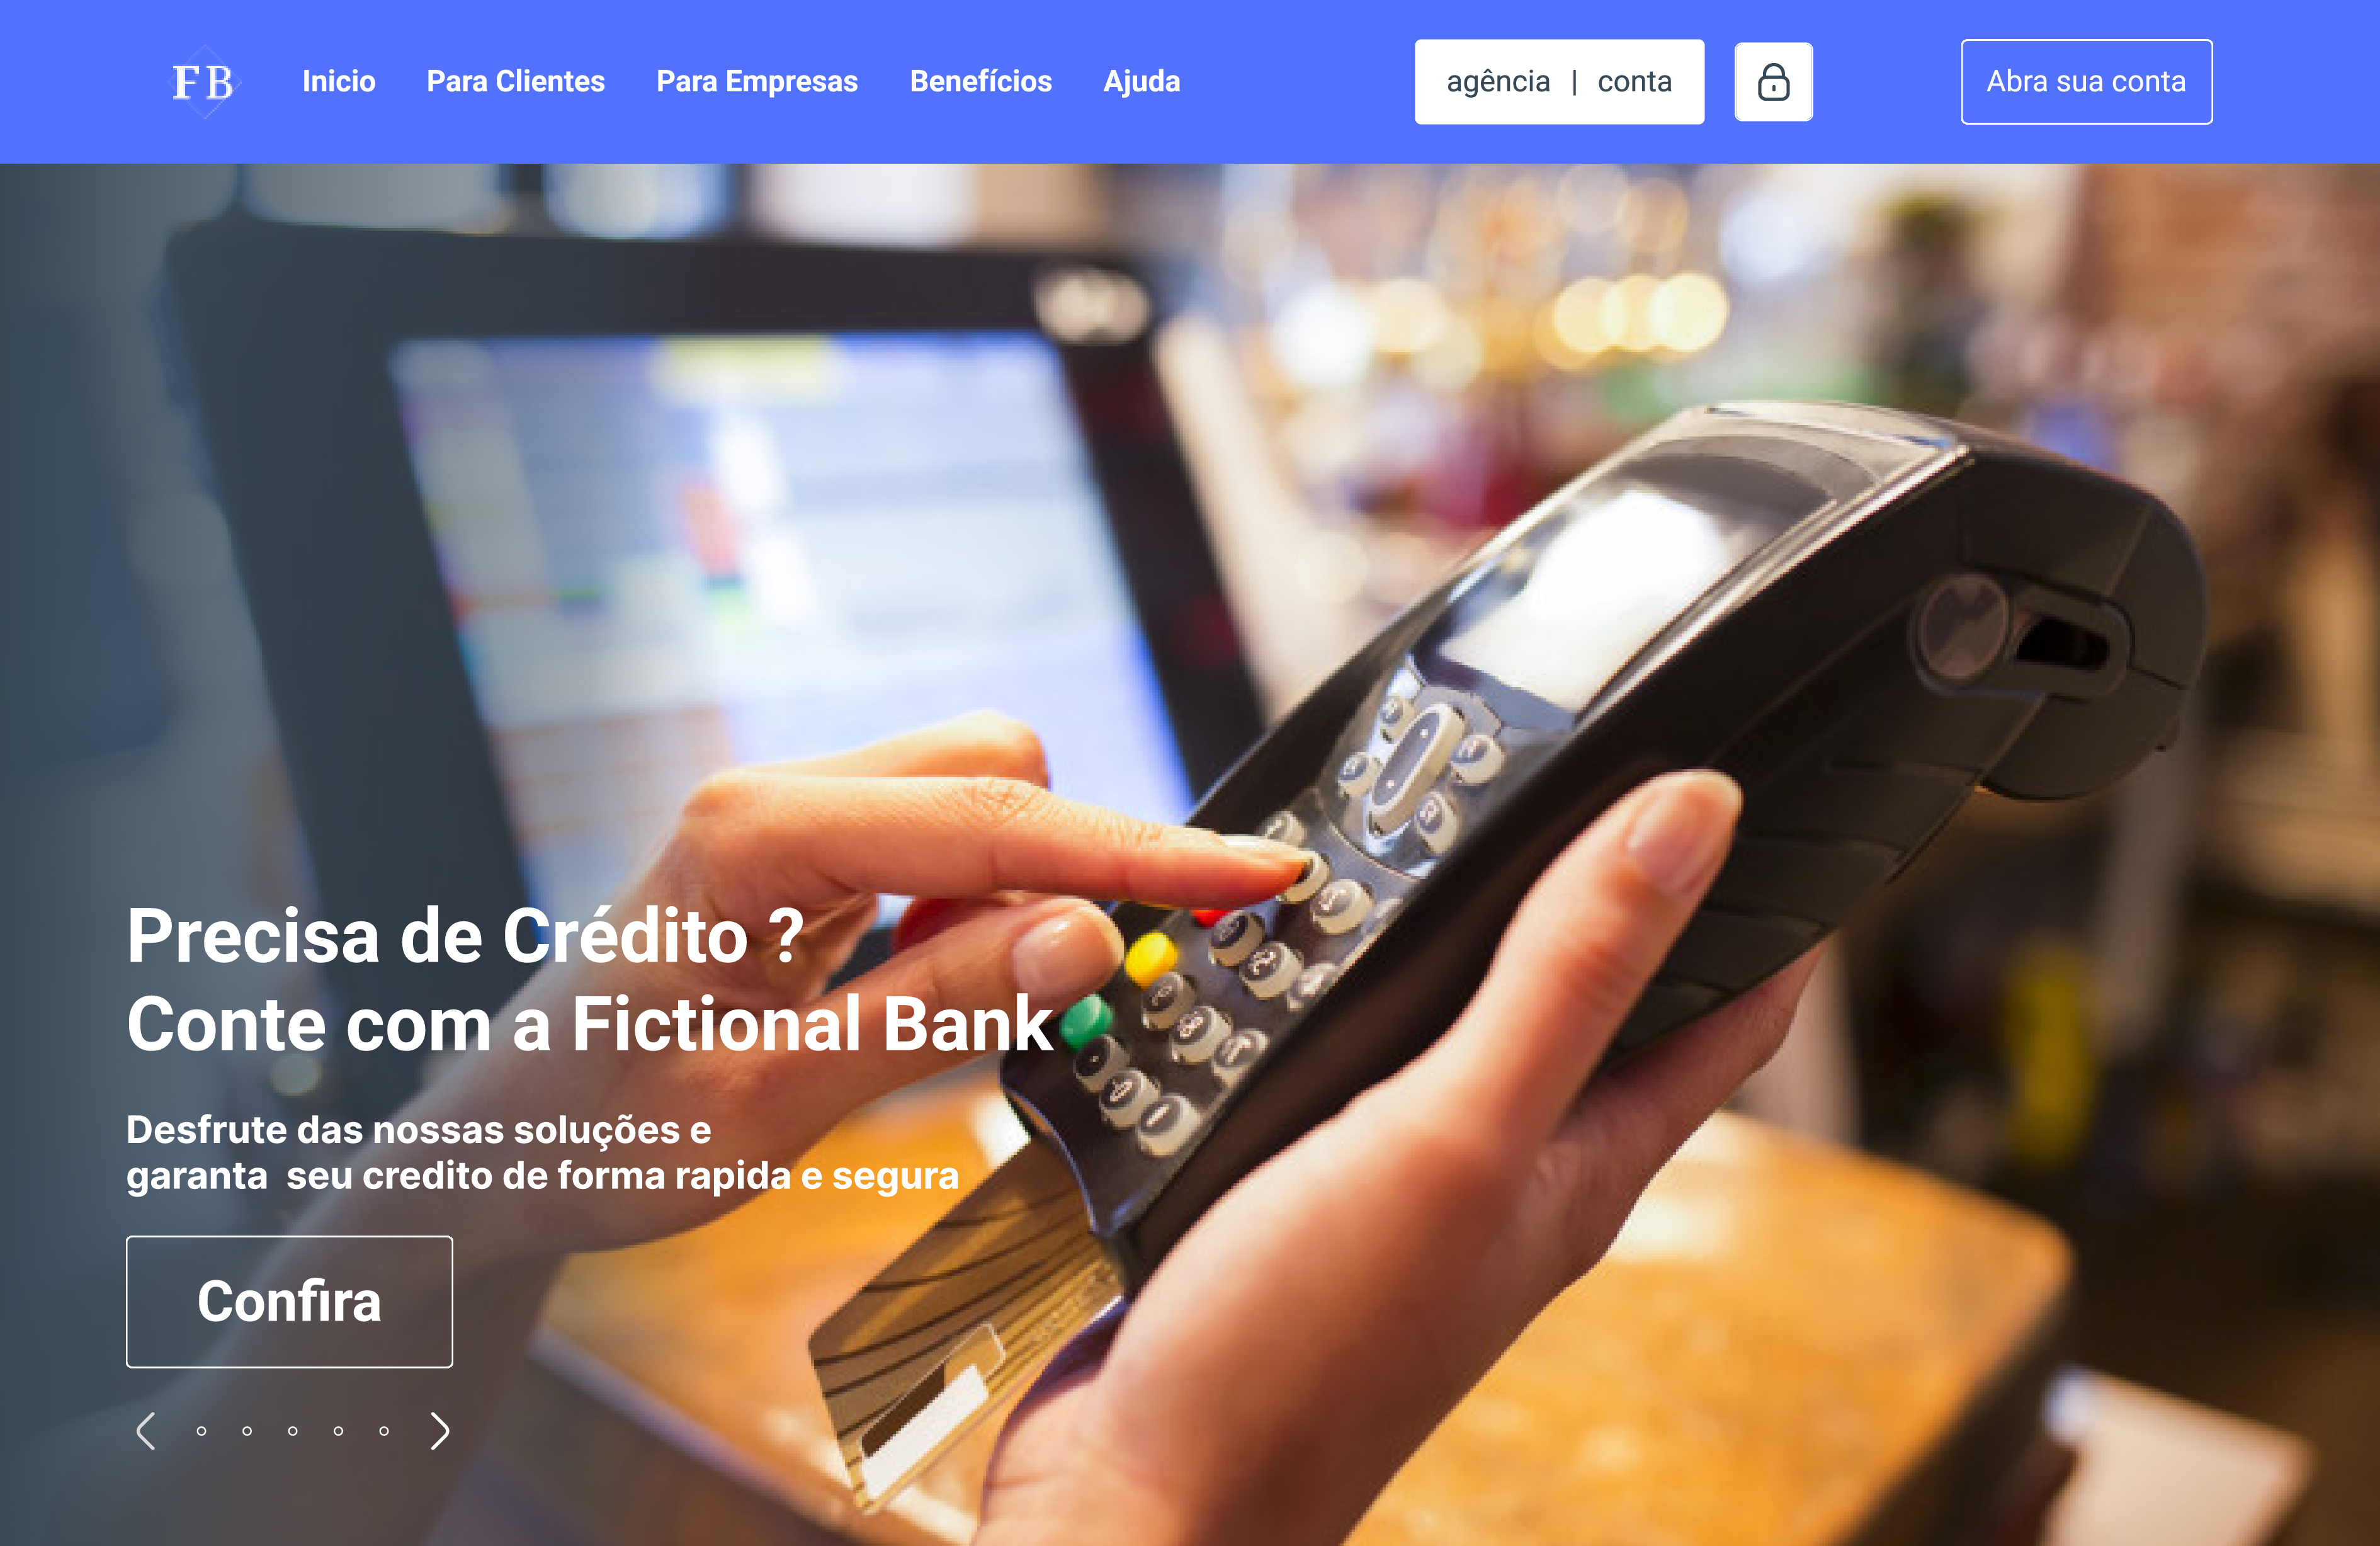 FB
Inicio
Para Clientes
Para Empresas
Benefícios
Ajuda
agência | conta
Abra sua conta
Precisa de Crédito ?
Conte com a Fictional Bank
Desfrute das nossas soluções e
garanta  seu credito de forma rapida e segura
Confira